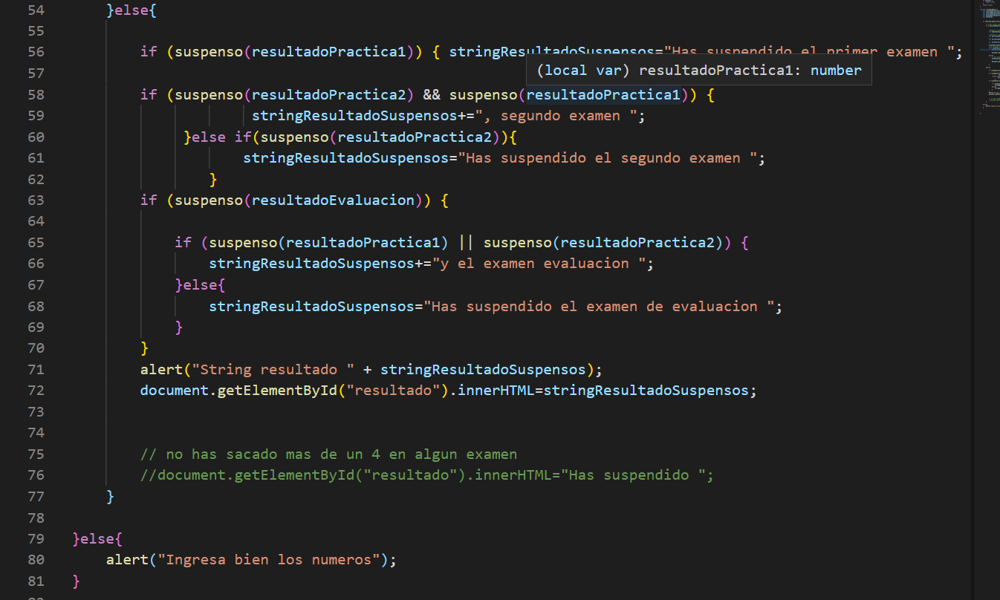 54 }else{
55
56 if (suspenso(resultadoPractica1)) { stringResultadoSuspensos="Has suspendido el primer examen ";
(local var) resultadoPractica1: number
57
58 if (suspenso(resultadoPractica2) && suspenso(resultadoPractica1)) {
59 stringResultadoSuspensos+=", segundo examen ";
60 }else if(suspenso(resultadoPractica2)){
61 stringResultadoSuspensos="Has suspendido el segundo examen ";
62 }
63 if (suspenso(resultadoEvaluacion)) {
64
65 if (suspenso(resultadoPractica1) || suspenso(resultadoPractica2)) {
66 stringResultadoSuspensos+="y el examen evaluacion ";
67 }else{
68 stringResultadoSuspensos="Has suspendido el examen de evaluacion ";
69 }
70 }
71 alert("String resultado " + stringResultadoSuspensos);
72 document.getElementById("resultado").innerHTML=stringResultadoSuspensos;
73
74
75 // no has sacado mas de un 4 en algun examen
76 //document.getElementById("resultado").innerHTML="Has suspendido ";
77 }
78
79 }else{
80 alert("Ingresa bien los numeros");
81 }